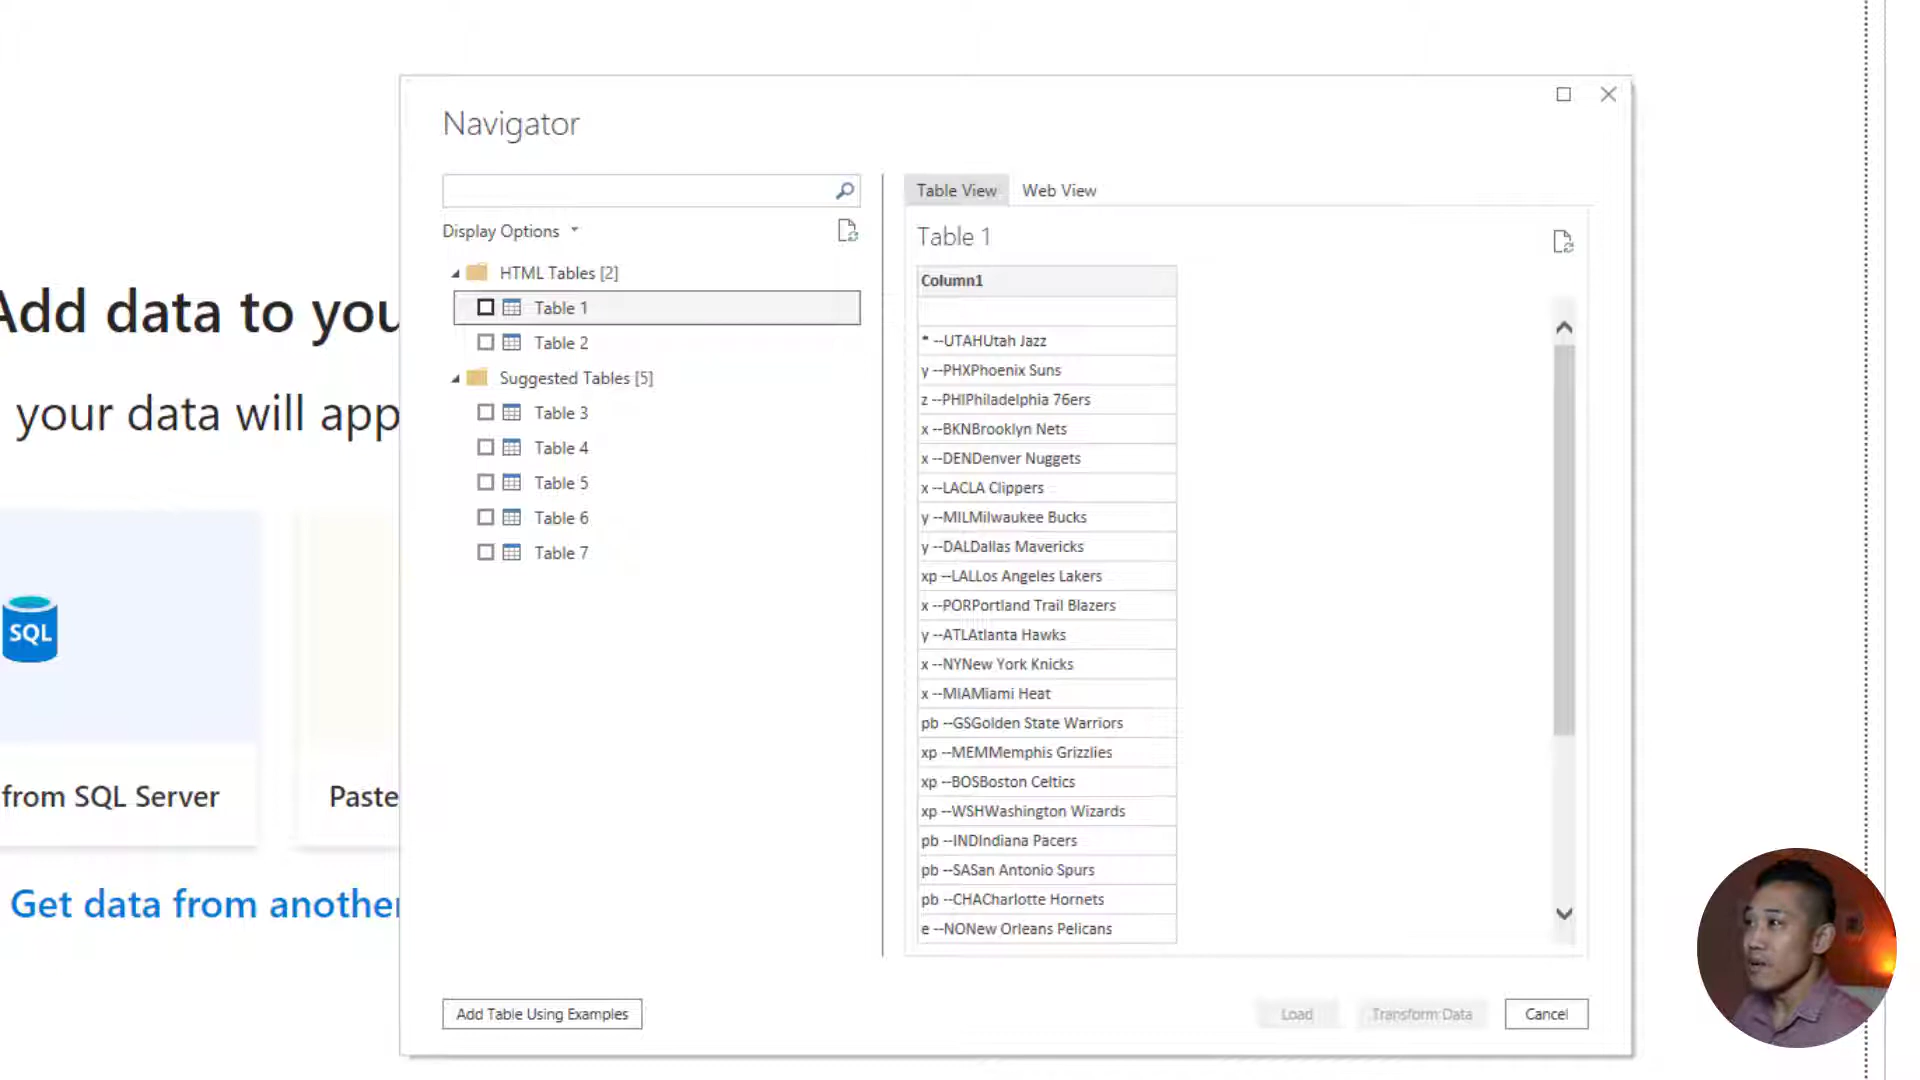 Navigator
Display Options
HTML Tables [2]
Table 1
Table 2
Suggested Tables [5]
Table 3
Table 4
Table 5
Table 6
Table 7
Add Table Using Examples
Table View
Web View
Table 1
Column1
* --UTAHUtah Jazz
y --PHXPhoenix Suns
z --PHIPhiladelphia 76ers
x --BKNBrooklyn Nets
x --DENDenver Nuggets
x --LACLA Clippers
y --MILMilwaukee Bucks
y --DALDallas Mavericks
xp --LALLos Angeles Lakers
x --PORPortland Trail Blazers
y --ATLAtlanta Hawks
x --NYNew York Knicks
x --MIAMiami Heat
pb --GSGolden State Warriors
xp --MEMMemphis Grizzlies
xp --BOSBoston Celtics
xp --WSHWashington Wizards
pb --INDIndiana Pacers
pb --SASan Antonio Spurs
pb --CHACharlotte Hornets
e --NONew Orleans Pelicans
Load
Transform Data
Cancel
Add data to you
your data will app
SQL
from SQL Server
Paste
Get data from another